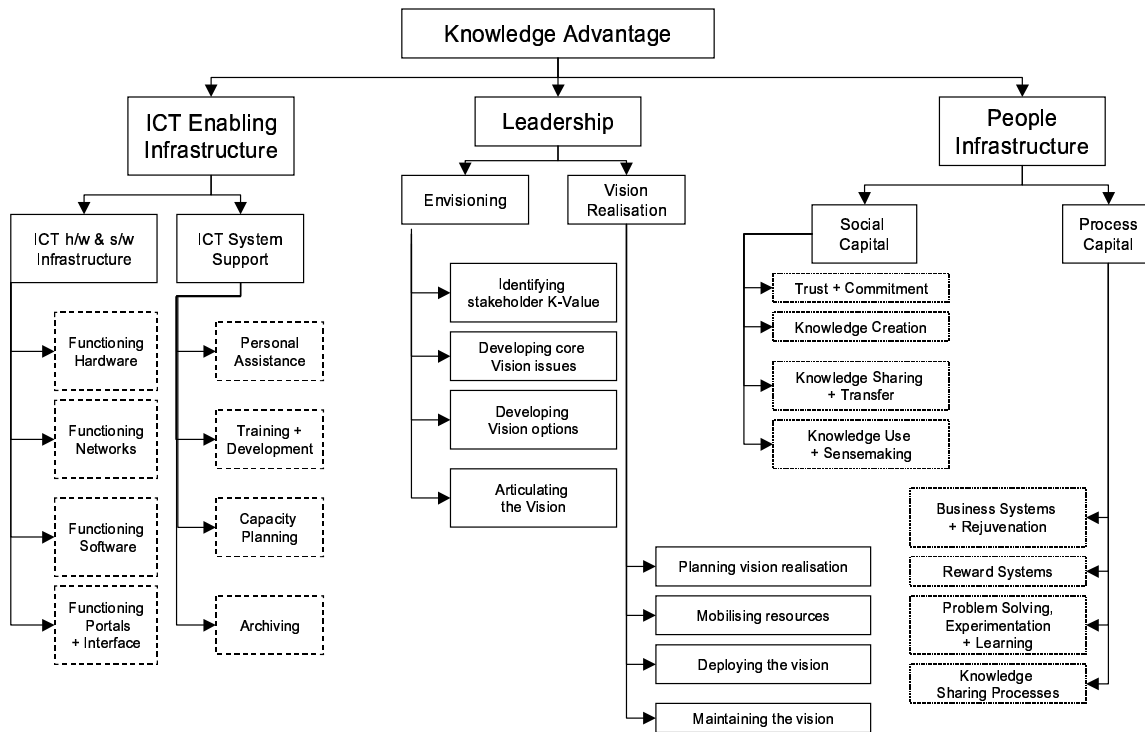 Knowledge Advantage
ICT Enabling
Infrastructure
Leadership
People
Infrastructure
ICT h/w & s/w
Infrastructure
ICT System
Support
Envisioning
Vision
Realisation
Social
Capital
Process
Capital
Functioning
Hardware
Functioning
Networks
Functioning
Software
Functioning
Portals
+ Interface
Personal
Assistance
Training +
Development
Capacity
Planning
Archiving
Identifying
stakeholder K-Value
Developing core
Vision issues
Developing
Vision options
Articulating
the Vision
Planning vision realisation
Mobilising resources
Deploying the vision
Maintaining the vision
Trust + Commitment
Knowledge Creation
Knowledge Sharing
+ Transfer
Knowledge Use
+ Sensemaking
Business Systems
+ Rejuvenation
Reward Systems
Problem Solving,
Experimentation
+ Learning
Knowledge
Sharing Processes